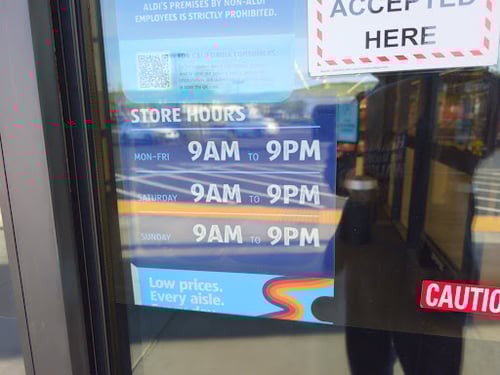 ALDI'S PREMISES BY NON-ALDI
EMPLOYEES IS STRICTLY PROHIBITED.
ACCEPTED
HERE
STORE HOURS
MON-FRI 9AM TO 9PM
SATURDAY 9AM TO 9PM
SUNDAY 9AM TO 9PM
Low prices.
Every aisle.
CAUTIO